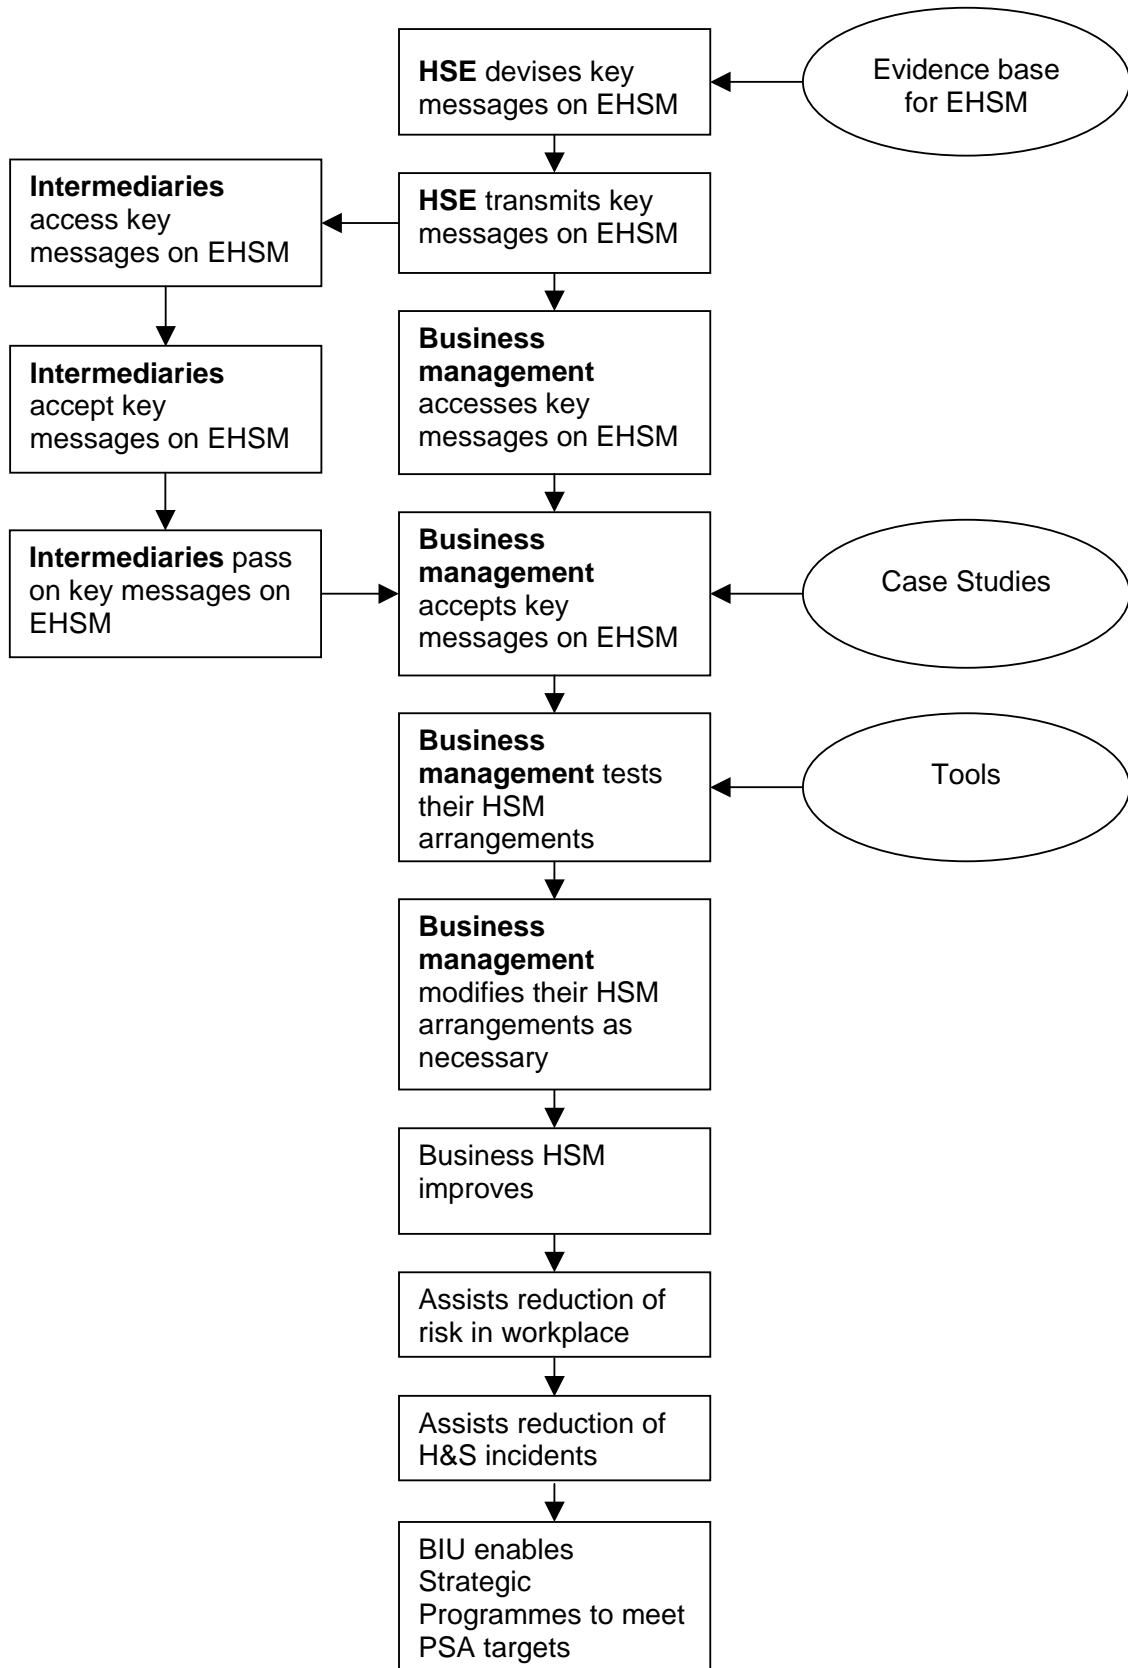 HSE devises key
messages on EHSM
Evidence base
for EHSM
Intermediaries
access key
messages on EHSM
HSE transmits key
messages on EHSM
Business
management
accesses key
messages on EHSM
Intermediaries
accept key
messages on EHSM
Intermediaries pass
on key messages on
EHSM
Business
management
accepts key
messages on EHSM
Case Studies
Business
management tests
their HSM
arrangements
Tools
Business
management
modifies their HSM
arrangements as
necessary
Business HSM
improves
Assists reduction of
risk in workplace
Assists reduction of
H&S incidents
BIU enables
Strategic
Programmes to meet
PSA targets